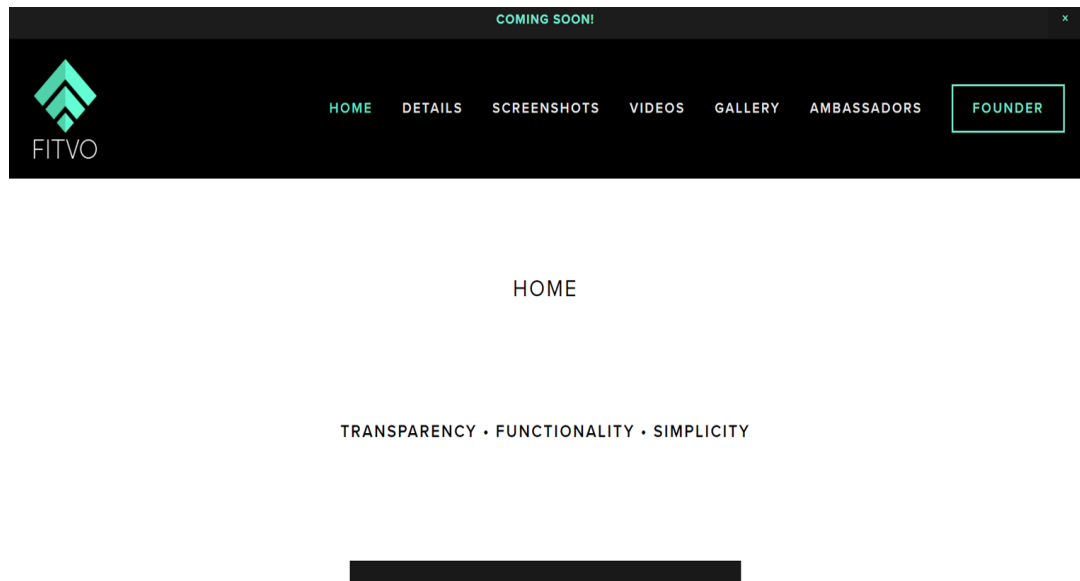 COMING SOON!
x
FITVO
HOME DETAILS SCREENSHOTS VIDEOS GALLERY AMBASSADORS FOUNDER
HOME
TRANSPARENCY • FUNCTIONALITY • SIMPLICITY